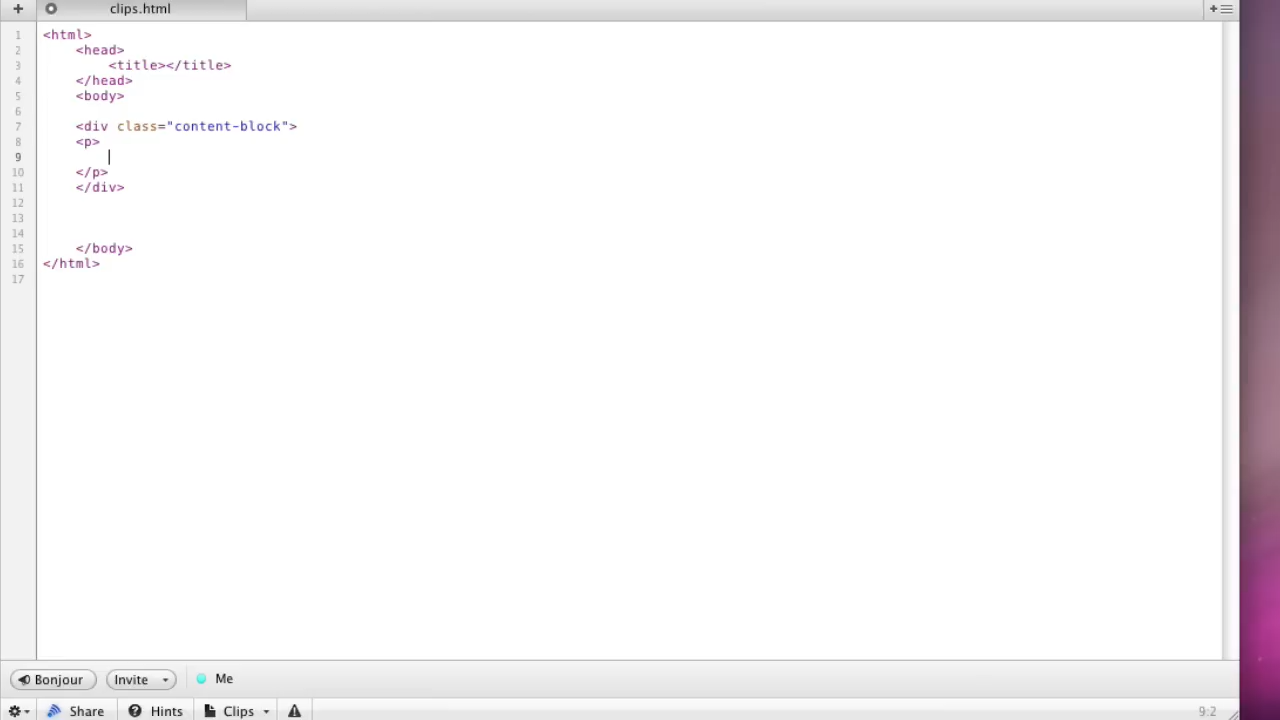 clips.html
1 <html>
2 <head>
3 <title></title>
4 </head>
5 <body>
6
7 <div class="content-block">
8 <p>
9
10 </p>
11 </div>
12
13
14
15 </body>
16 </html>
17
Bonjour Invite Me
Share Hints Clips 9:2